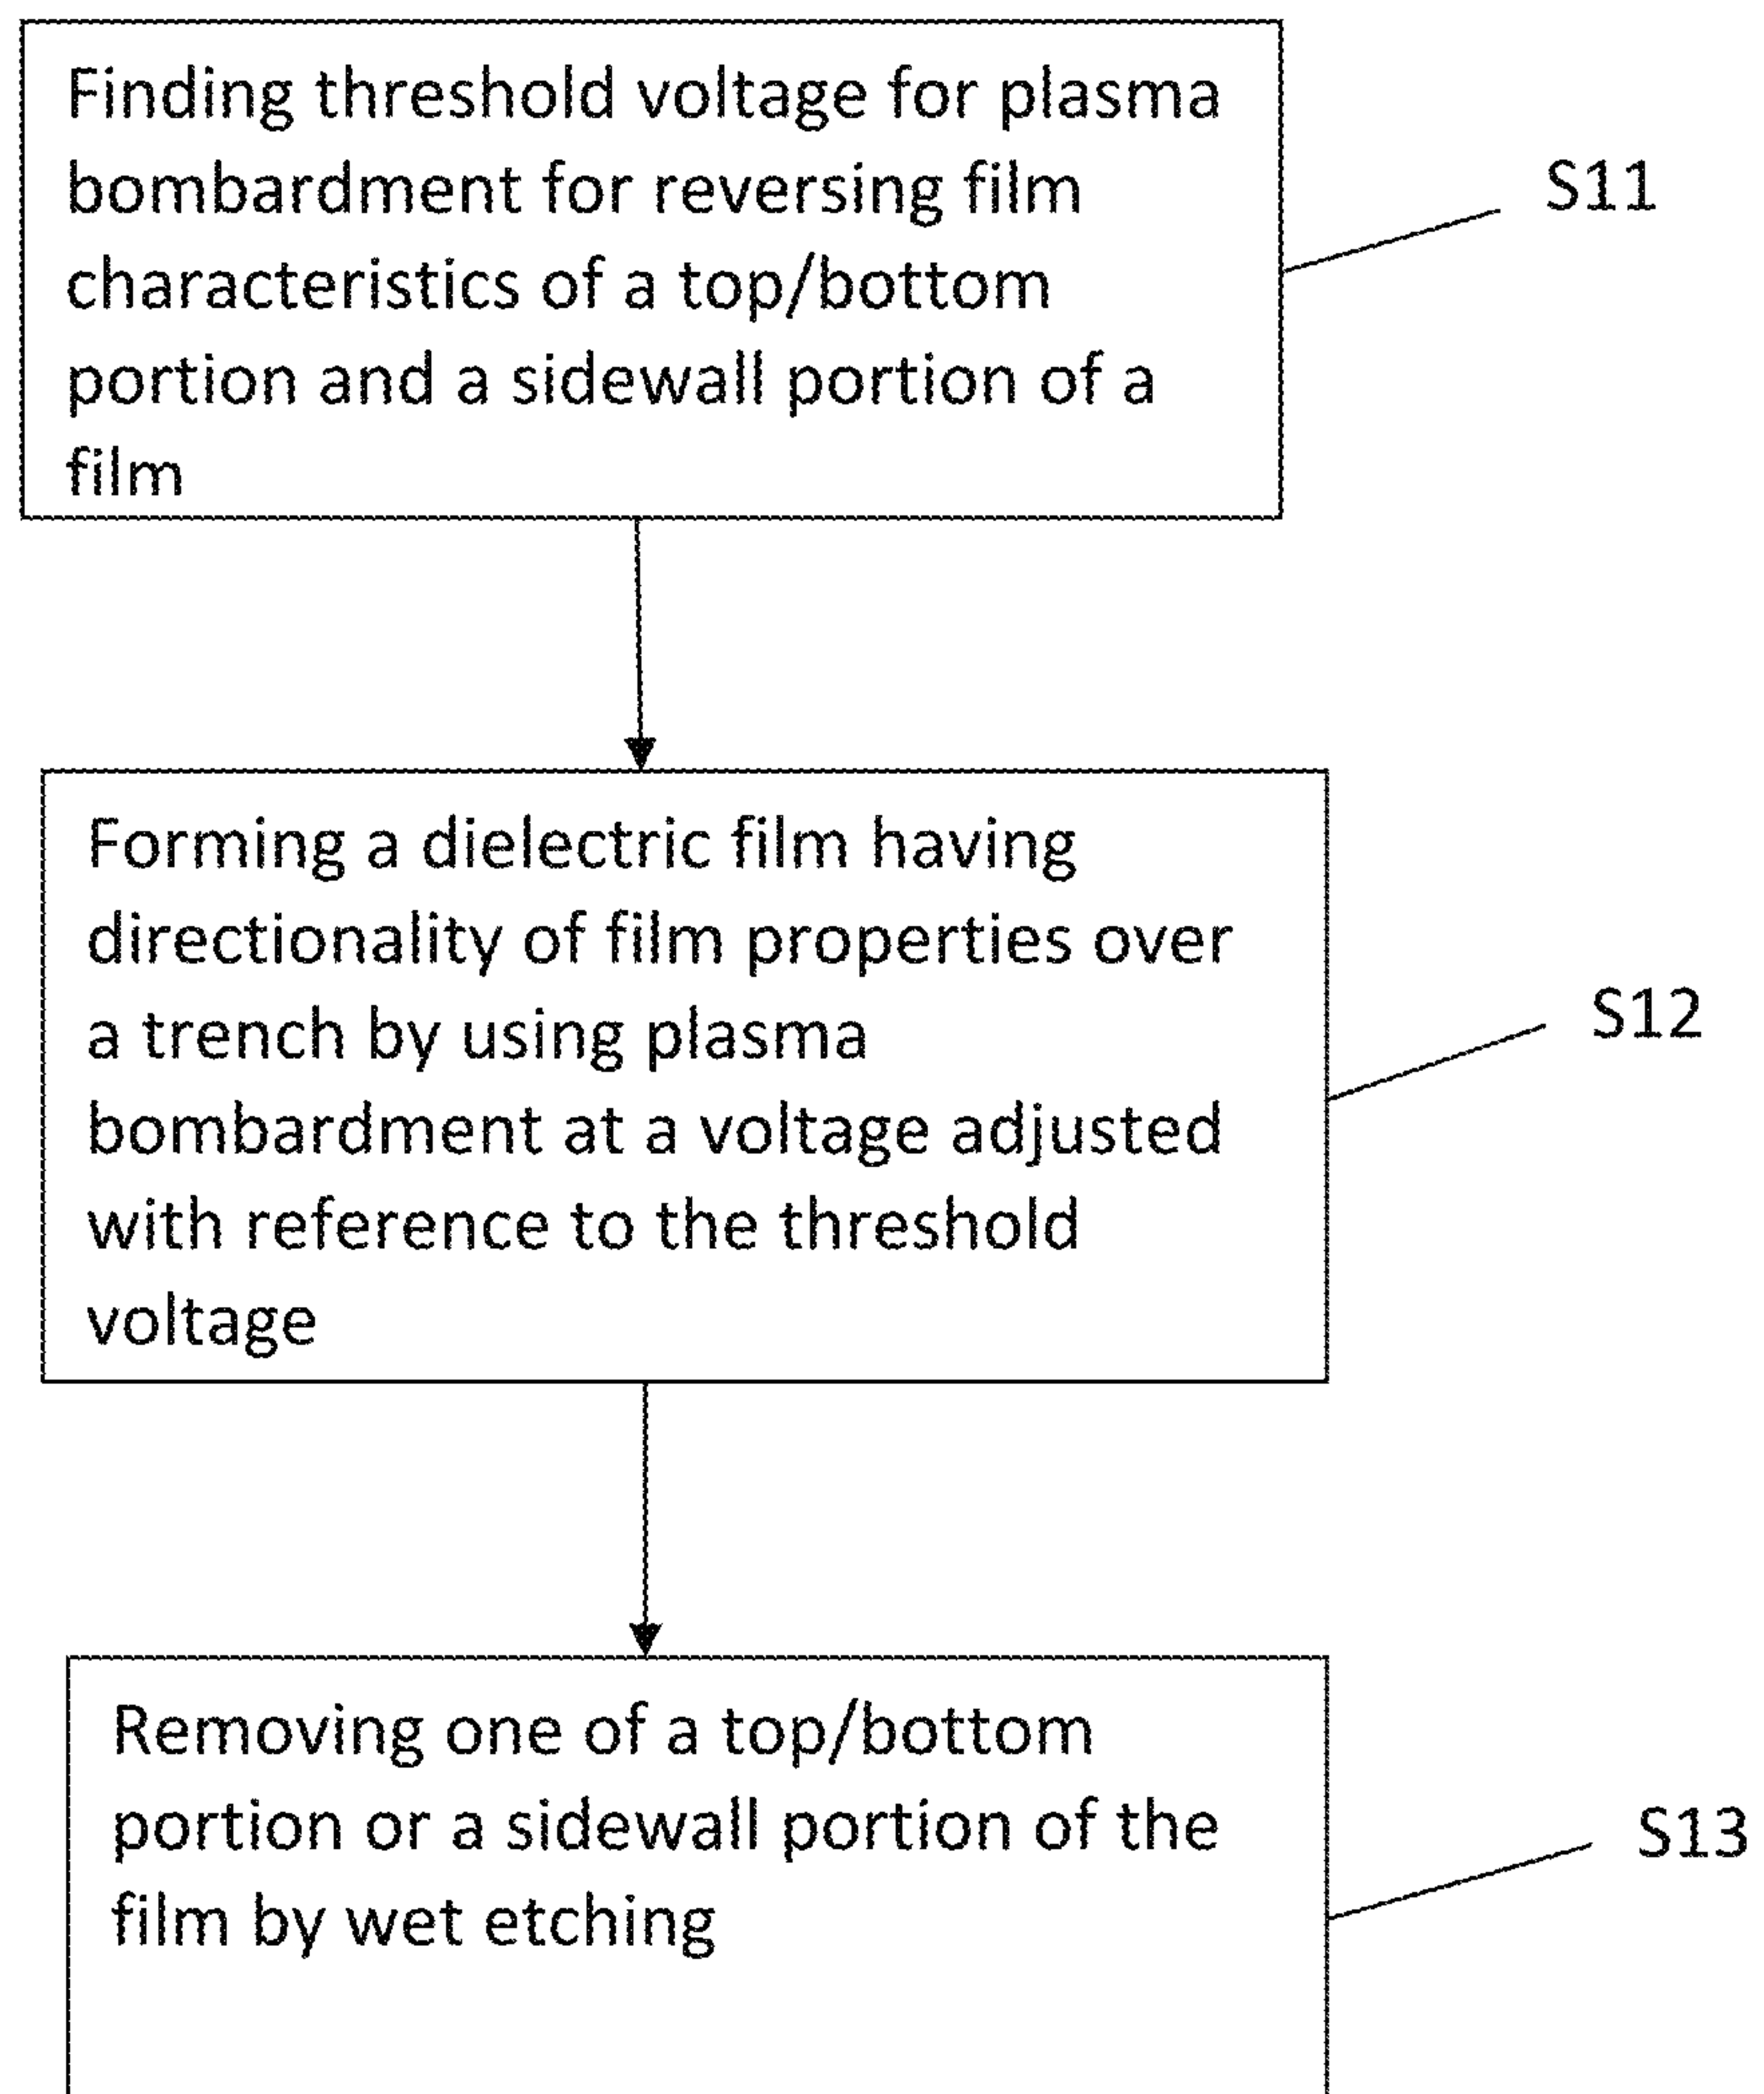 Finding threshold voltage for plasma
bombardment for reversing film
characteristics of a top/bottom
portion and a sidewall portion of a
film
S11
Forming a dielectric film having
directionality of film properties over
a trench by using plasma
bombardment at a voltage adjusted
with reference to the threshold
voltage
S12
Removing one of a top/bottom
portion or a sidewall portion of the
film by wet etching
S13